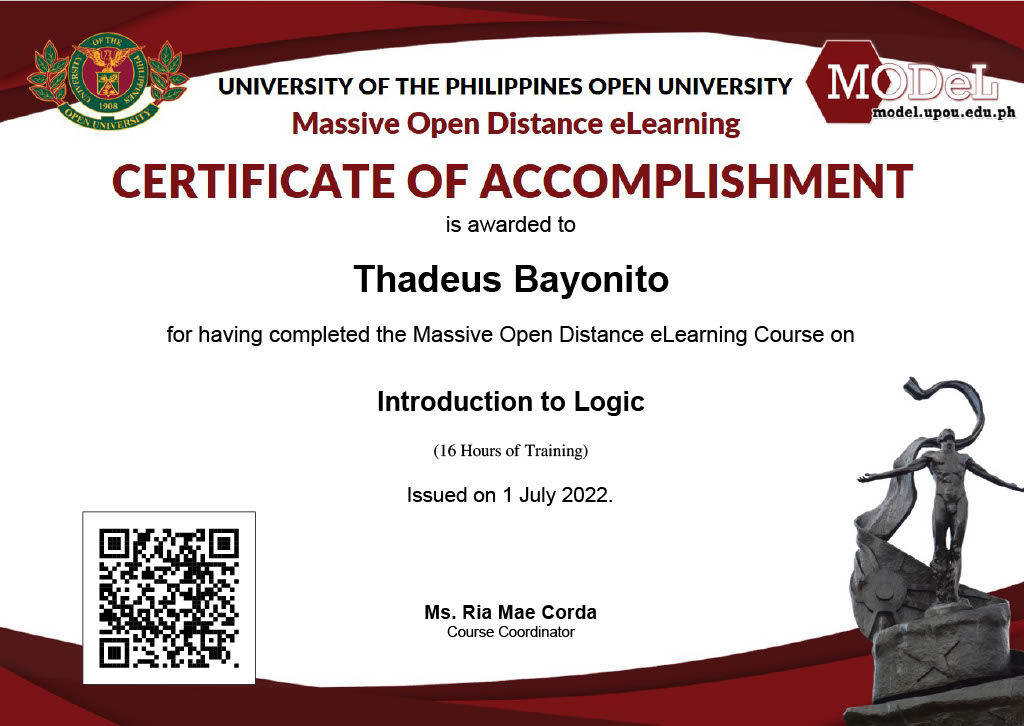 UNIVERSITY OF THE PHILIPPINES
1908
OPEN UNIVERSITY
UNIVERSITY OF THE PHILIPPINES OPEN UNIVERSITY
Massive Open Distance eLearning
MODeL
model.upou.edu.ph
CERTIFICATE OF ACCOMPLISHMENT
is awarded to
Thadeus Bayonito
for having completed the Massive Open Distance eLearning Course on
Introduction to Logic
(16 Hours of Training)
Issued on 1 July 2022.
Ms. Ria Mae Corda
Course Coordinator